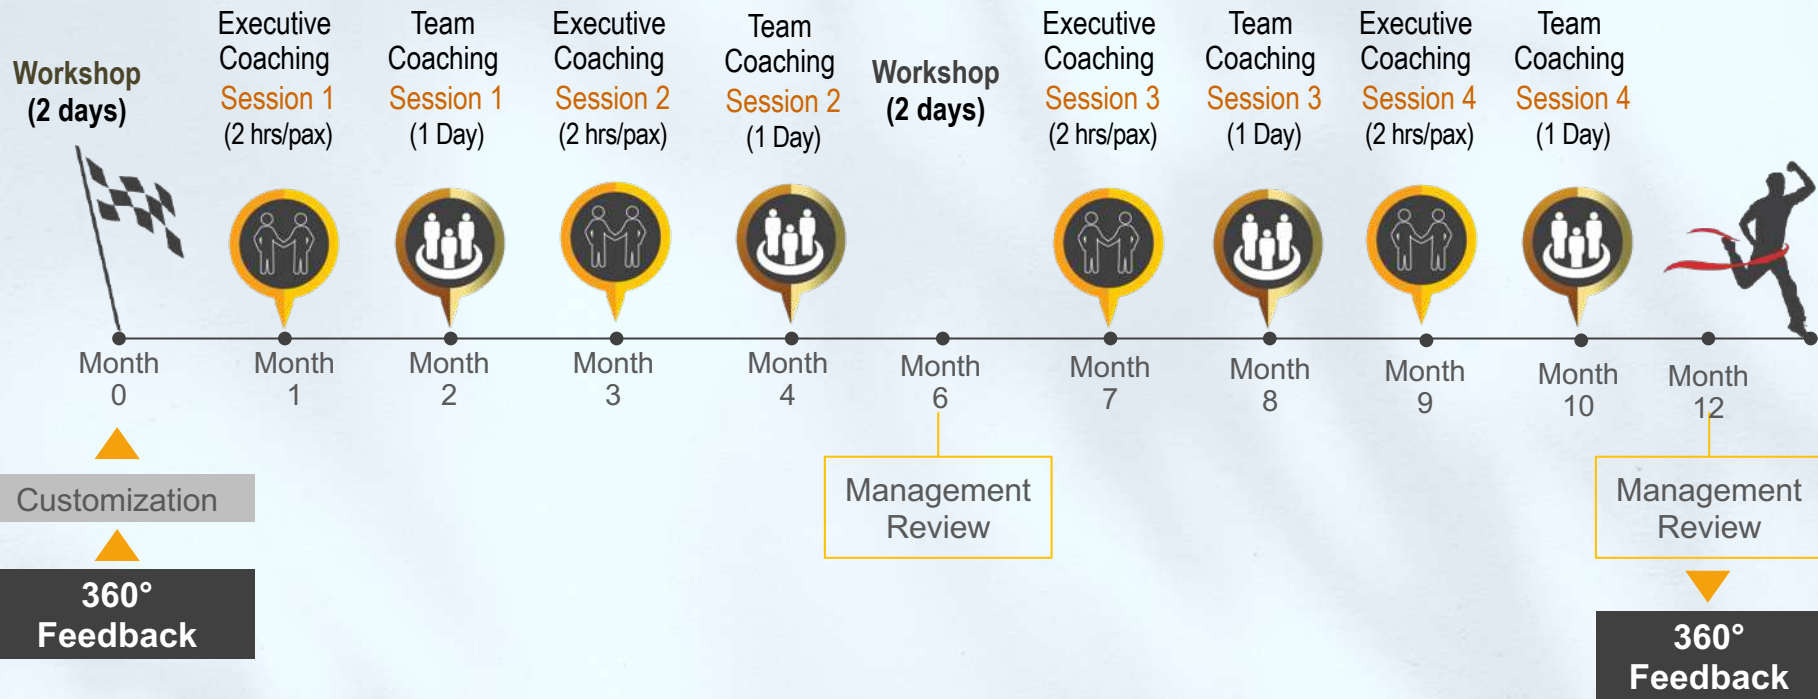 Workshop
(2 days)
Executive
Coaching
Session 1
(2 hrs/pax)
Team
Coaching
Session 1
(1 Day)
Executive
Coaching
Session 2
(2 hrs/pax)
Team
Coaching
Session 2
(1 Day)
Workshop
(2 days)
Executive
Coaching
Session 3
(2 hrs/pax)
Team
Coaching
Session 3
(1 Day)
Executive
Coaching
Session 4
(2 hrs/pax)
Team
Coaching
Session 4
(1 Day)
Month
0
Month
1
Month
2
Month
3
Month
4
Month
6
Month
7
Month
8
Month
9
Month
10
Month
12
Customization
360°
Feedback
Management
Review
Management
Review
360°
Feedback